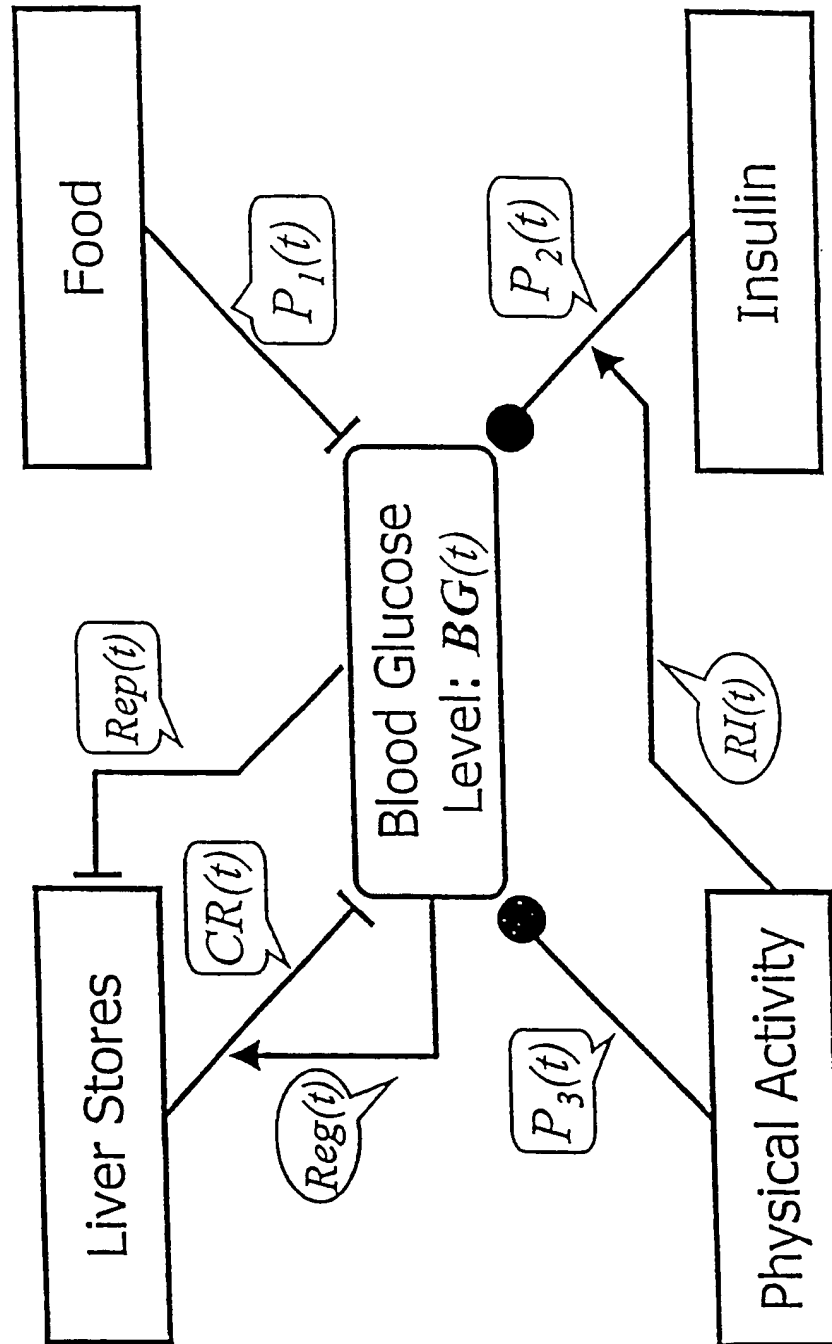 Liver Stores
Food
Rep(t)
CR(t)
P1(t)
Reg(t)
Blood Glucose
Level: BG(t)
P3(t)
P2(t)
RI(t)
Physical Activity
Insulin